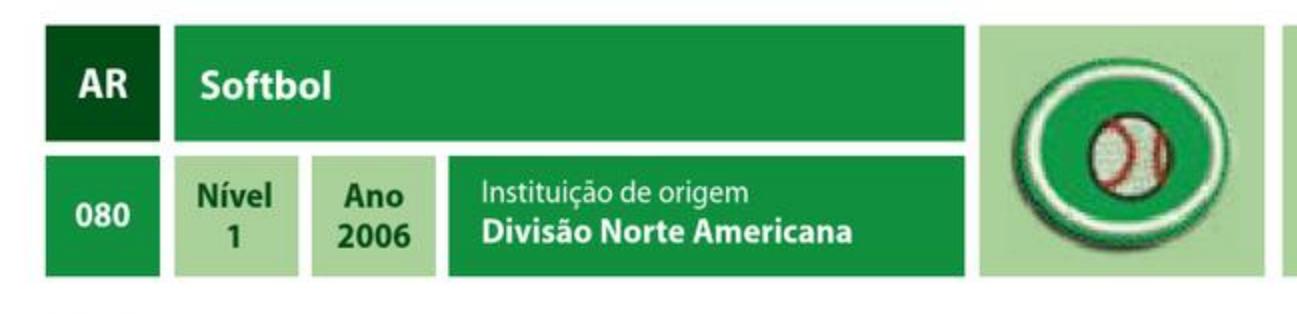 AR
Softbol
080
Nível
1
Ano
2006
Instituição de origem
Divisão Norte Americana